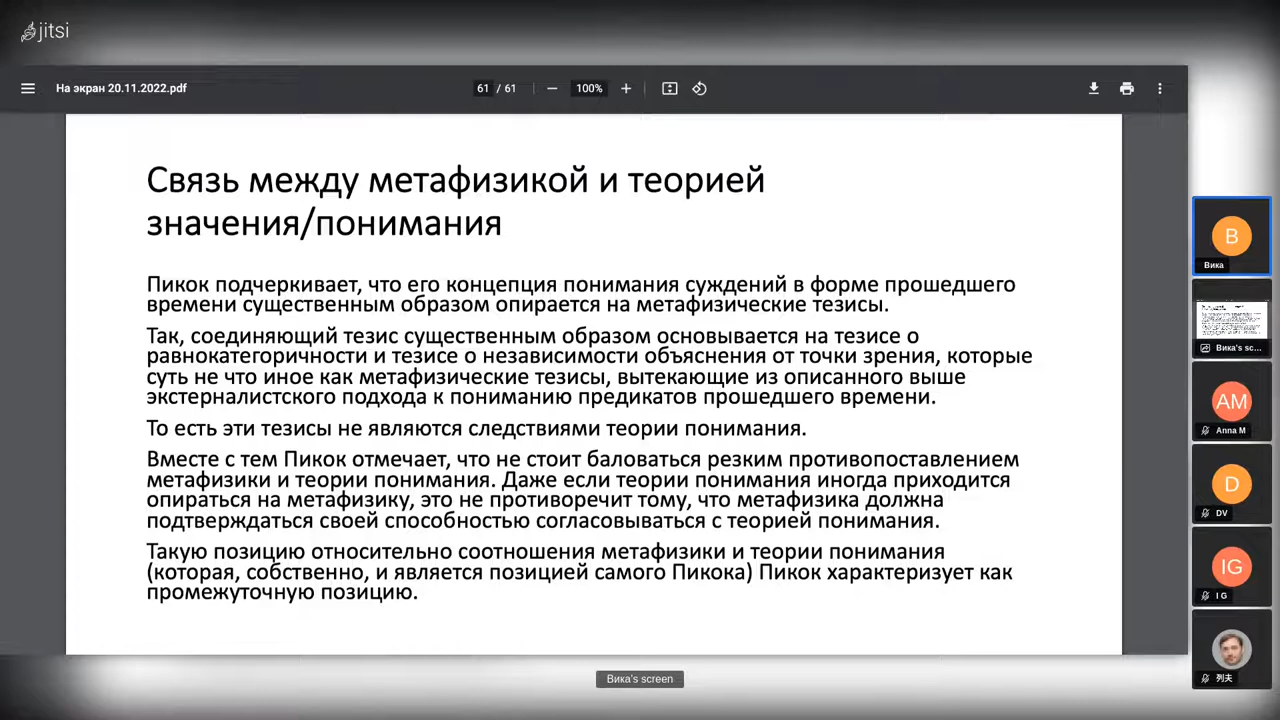 jitsi
На экран 20.11.2022.pdf
61 / 61
100%
Связь между метафизикой и теорией
значения/понимания
Пикок подчеркивает, что его концепция понимания суждений в форме прошедшего
времени существенным образом опирается на метафизические тезисы.
Так, соединяющий тезис существенным образом основывается на тезисе о
равнокатегоричности и тезисе о независимости объяснения от точки зрения, которые
суть не что иное как метафизические тезисы, вытекающие из описанного выше
экстерналистского подхода к пониманию предикатов прошедшего времени.
То есть эти тезисы не являются следствиями теории понимания.
Вместе с тем Пикок отмечает, что не стоит баловаться резким противопоставлением
метафизики и теории понимания. Даже если теории понимания иногда приходится
опираться на метафизику, это не противоречит тому, что метафизика должна
подтверждаться своей способностью согласовываться с теорией понимания.
Такую позицию относительно соотношения метафизики и теории понимания
(которая, собственно, и является позицией самого Пикока) Пикок характеризует как
промежуточную позицию.
В
Вика
Вика's sc...
AM
Anna M
D
DV
IG
I G
列夫
Вика's screen